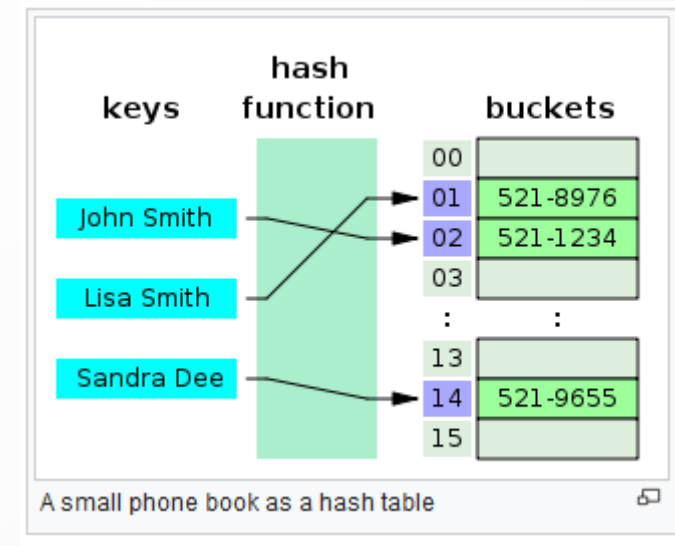 hash
keys function buckets
00
John Smith 01 521-8976
02 521-1234
Lisa Smith 03
: :
13
Sandra Dee 14 521-9655
15
A small phone book as a hash table